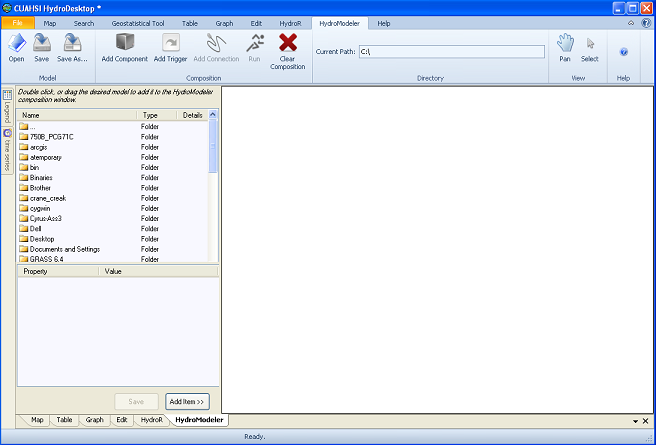 CUAHSI HydroDesktop *
File Map Search Geostatistical Tool Table Graph Edit HydroR HydroModeler Help
Open Save Save As... Add Component Add Trigger Add Connection Run Clear Composition Current Path: C:\ Pan Select Help
Model Composition Directory View Help
Legend
time series
Double click, or drag the desired model to add it to the HydroModeler
composition window.
Name Type Details
... Folder
750B_PCG71C Folder
arcgis Folder
atemporary Folder
bin Folder
Binaries Folder
Brother Folder
crane_creak Folder
cygwin Folder
Cyrus-Ass3 Folder
Dell Folder
Desktop Folder
Documents and Settings Folder
GRASS 6.4 Folder
Property Value
Save Add Item >>
Map Table Graph Edit HydroR HydroModeler
Ready.